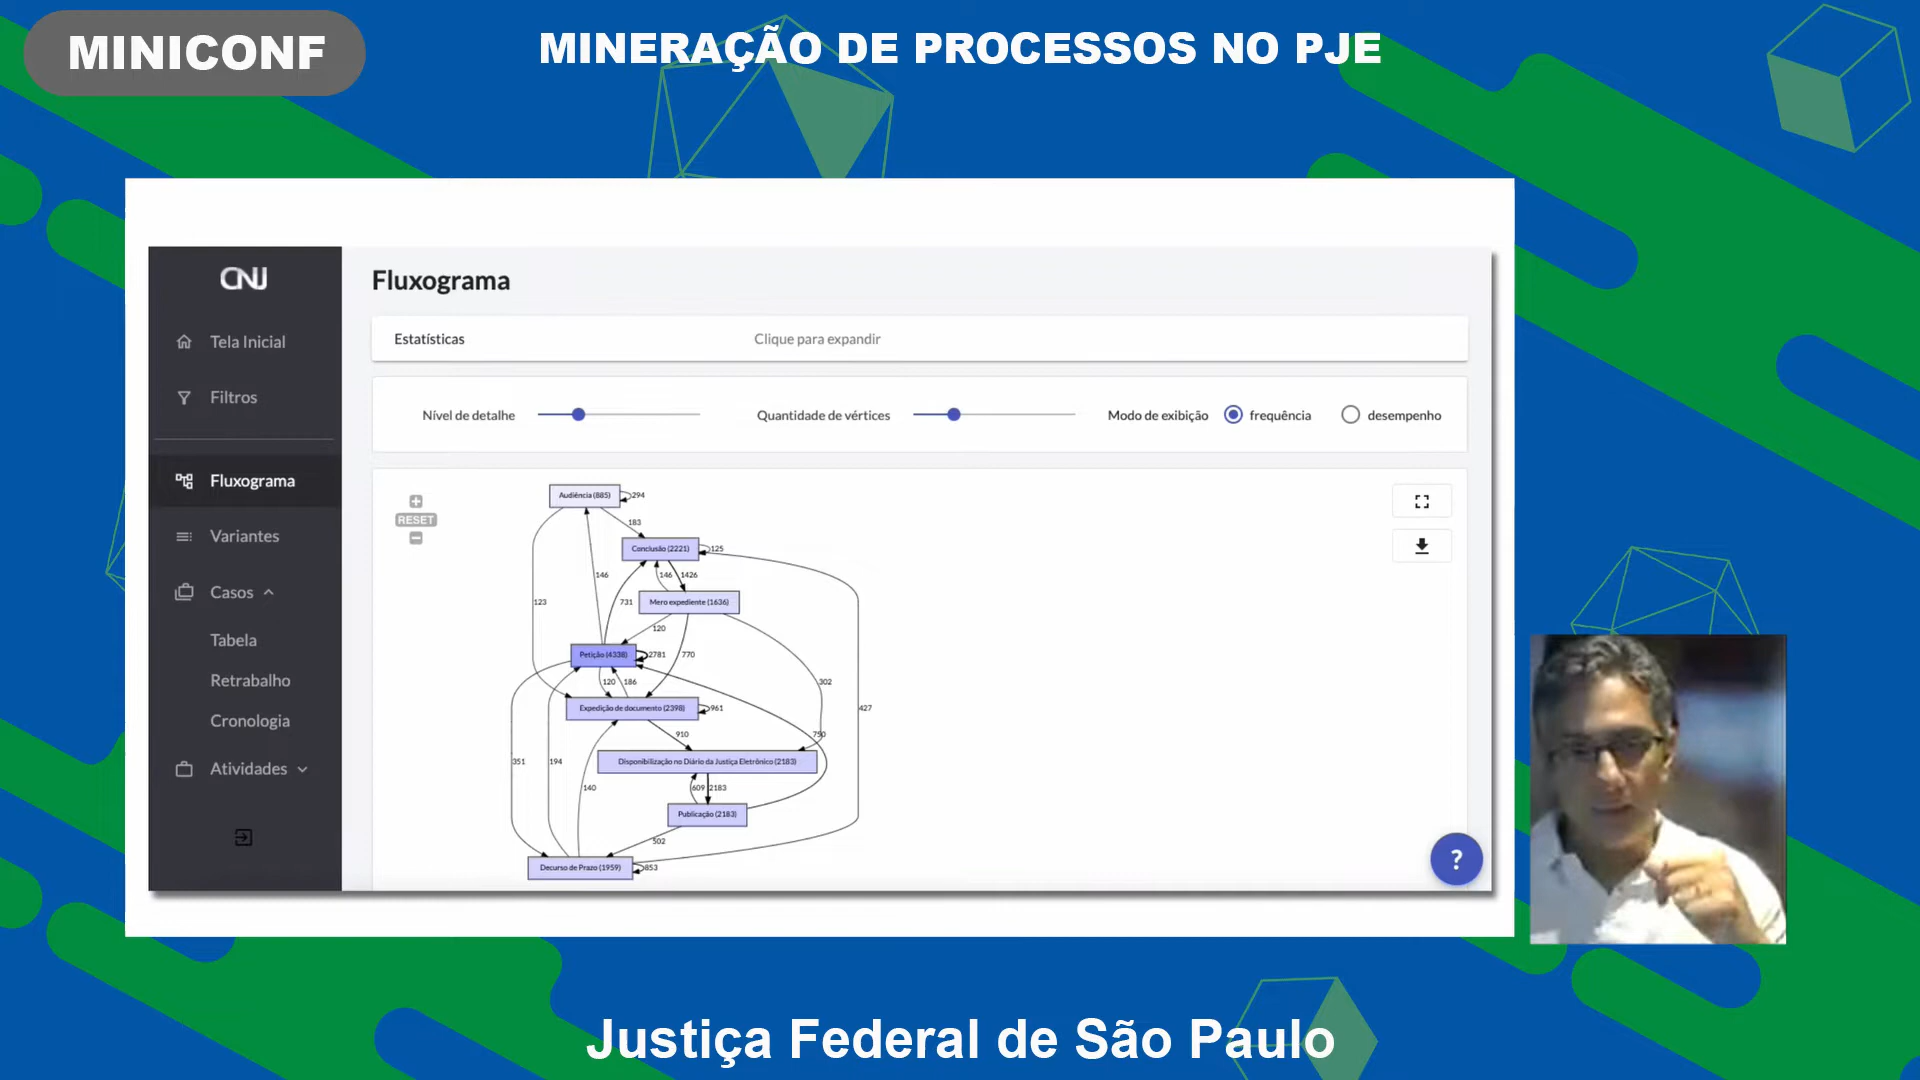 MINICONF
MINERAÇÃO DE PROCESSOS NO PJE
CNJ
Tela Inicial
Filtros
Fluxograma
Variantes
Casos
Tabela
Retrabalho
Cronologia
Atividades
Fluxograma
Estatísticas
Clique para expandir
Nível de detalhe
Quantidade de vértices
Modo de exibição
frequência
desempenho
RESET
Audiência (885)
294
183
Conclusão (2221)
125
146
731
146
1426
123
Mero expediente (1636)
120
Petição (4338)
2781
770
120
186
302
Expedição de documento (2398)
961
427
910
750
351
194
Disponibilização no Diário da Justiça Eletrônico (2183)
140
609
2183
Publicação (2183)
502
Decurso de Prazo (1959)
853
?
Justiça Federal de São Paulo